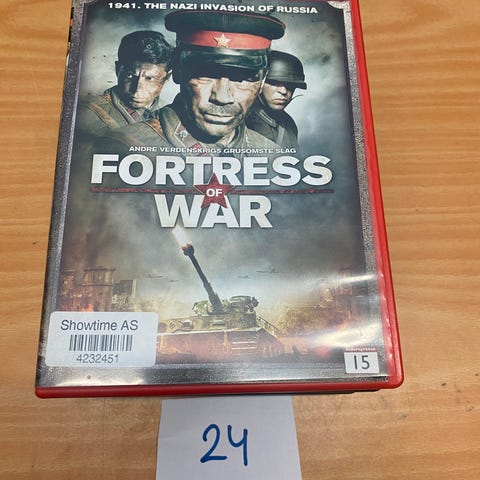 1941. THE NAZI INVASION OF RUSSIA
ANDRE VERDENSKRIGS GRUSOMSTE SLAG
FORTRESS
OF
WAR
Showtime AS
4232451
15
24